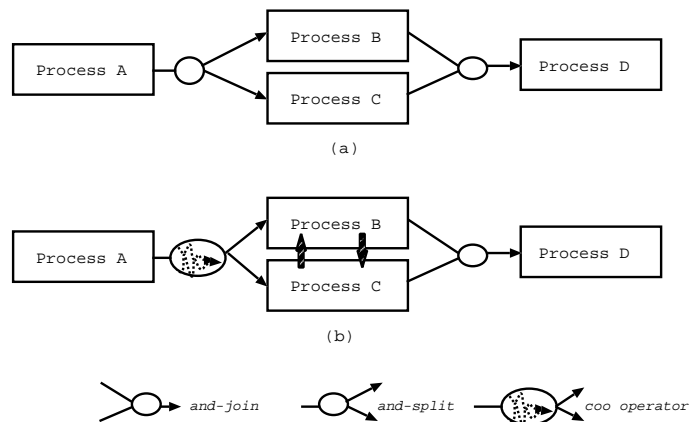 Process A
Process B
Process C
Process D
(a)
Process A
Process B
Process C
Process D
(b)
and-join
and-split
coo operator